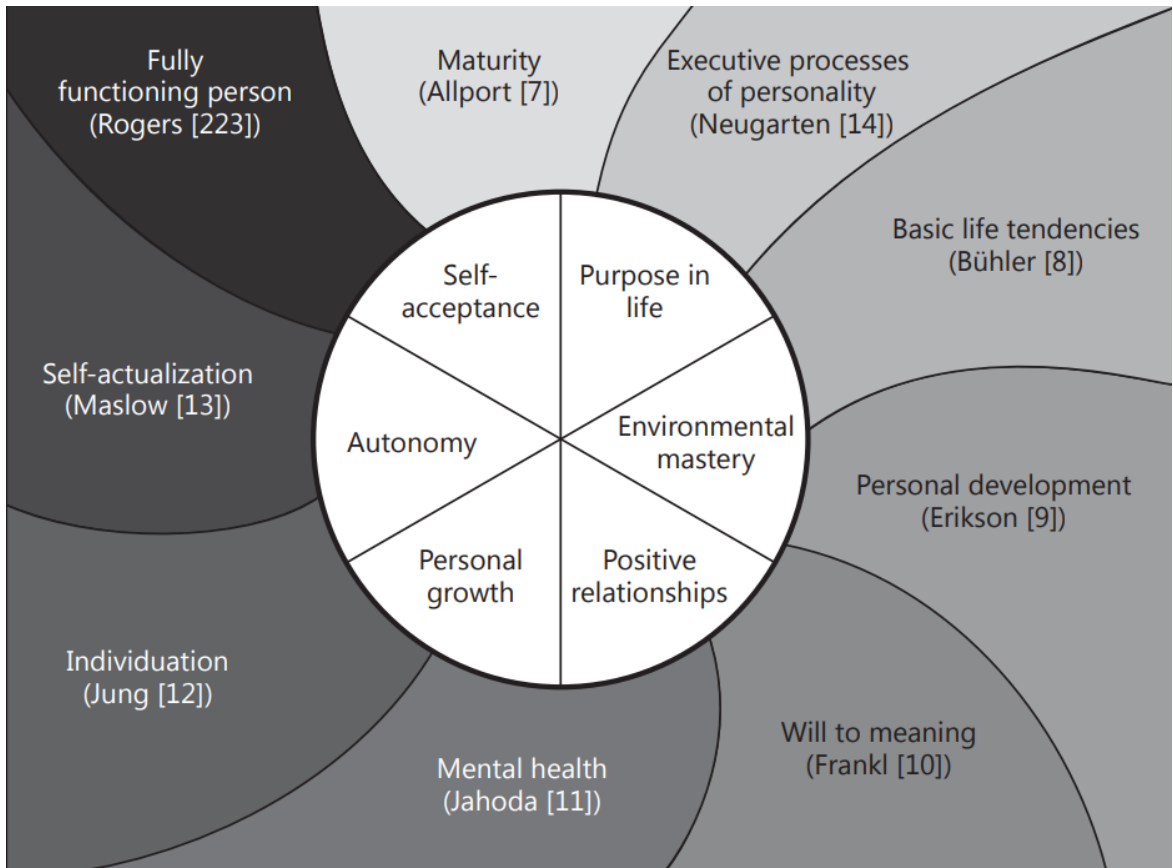 Fully
functioning person
(Rogers [223])
Maturity
(Allport [7])
Executive processes
of personality
(Neugarten [14])
Basic life tendencies
(Bühler [8])
Personal development
(Erikson [9])
Will to meaning
(Frankl [10])
Mental health
(Jahoda [11])
Individuation
(Jung [12])
Self-actualization
(Maslow [13])
Self-
acceptance
Purpose in
life
Environmental
mastery
Positive
relationships
Personal
growth
Autonomy